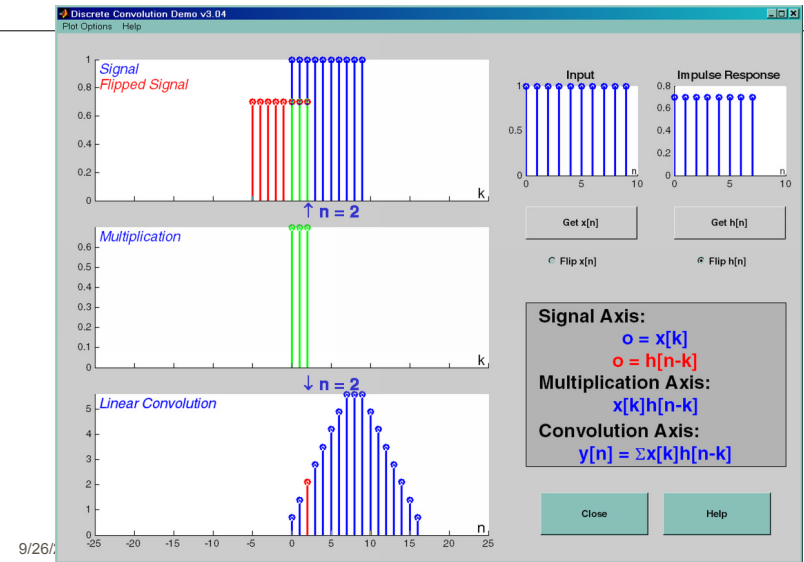 Discrete Convolution Demo v3.04
Plot Options Help
Signal
Flipped Signal
1
0.8
0.6
0.4
0.2
0
k
↑ n = 2
Multiplication
0.6
0.5
0.4
0.3
0.2
0.1
0
k
↓ n = 2
Linear Convolution
5
4
3
2
1
0
n
-25 -20 -15 -10 -5 0 5 10 15 20 25
Input
1
0.5
0
0 5 10
n
Impulse Response
0.8
0.6
0.4
0.2
0
0 5 10
n
Get x[n]
Get h[n]
Flip x[n]
Flip h[n]
Signal Axis:
o = x[k]
o = h[n-k]
Multiplication Axis:
x[k]h[n-k]
Convolution Axis:
y[n] = Σx[k]h[n-k]
Close
Help
9/26/